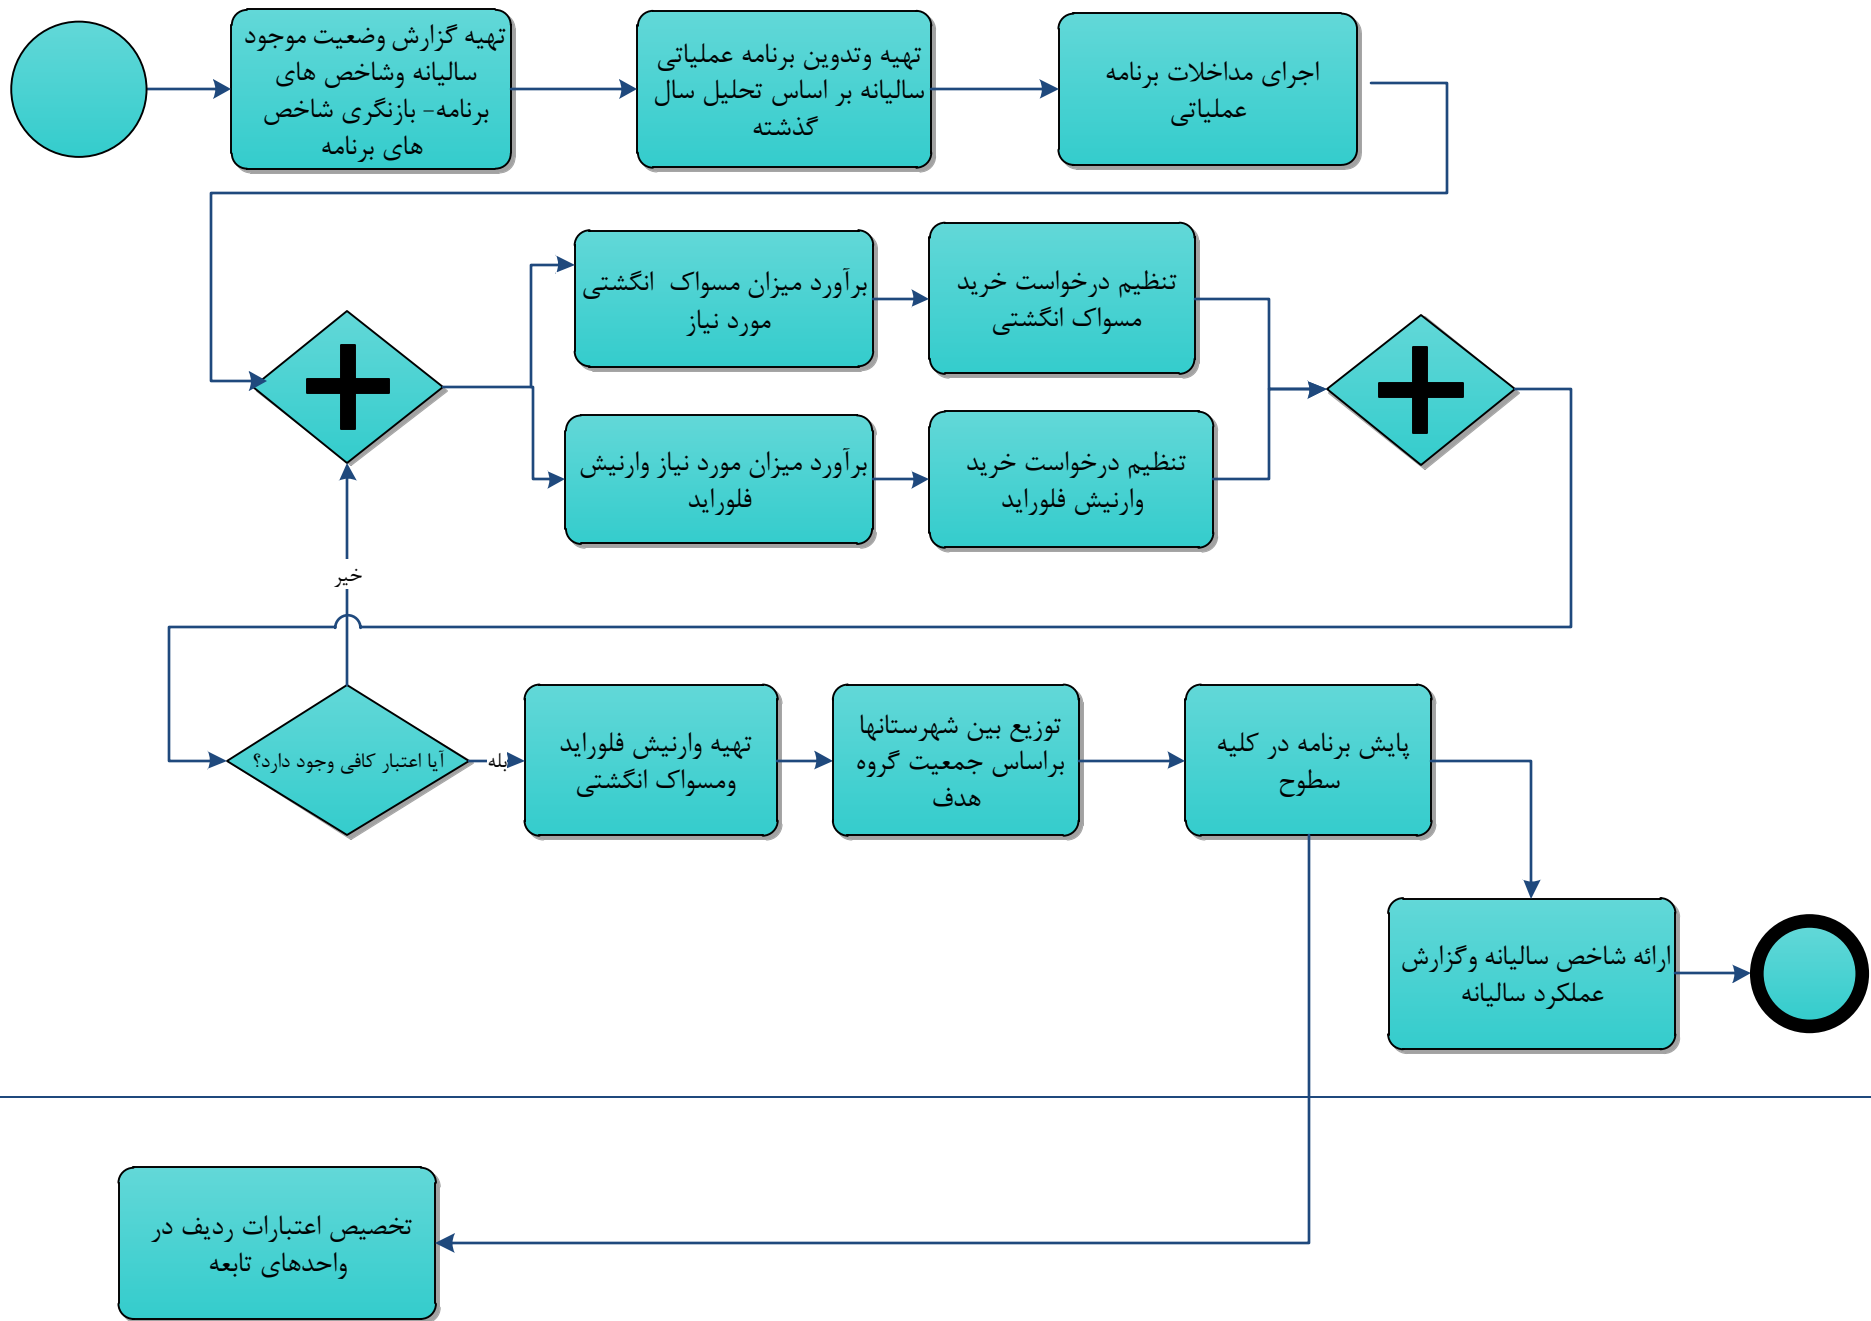 تهیه گزارش وضعیت موجود
سالیانه وشاخص های
برنامه- بازنگری شاخص
های برنامه
تهیه وتدوین برنامه عملیاتی
سالیانه بر اساس تحلیل سال
گذشته
اجرای مداخلات برنامه
عملیاتی
برآورد میزان مسواک انگشتی
مورد نیاز
تنظیم درخواست خرید
مسواک انگشتی
برآورد میزان مورد نیاز وارنیش
فلوراید
تنظیم درخواست خرید
وارنیش فلوراید
خیر
آیا اعتبار کافی وجود دارد؟
بله
تهیه وارنیش فلوراید
ومسواک انگشتی
توزیع بین شهرستانها
براساس جمعیت گروه
هدف
پایش برنامه در کلیه
سطوح
ارائه شاخص سالیانه وگزارش
عملکرد سالیانه
تخصیص اعتبارات ردیف در
واحدهای تابعه